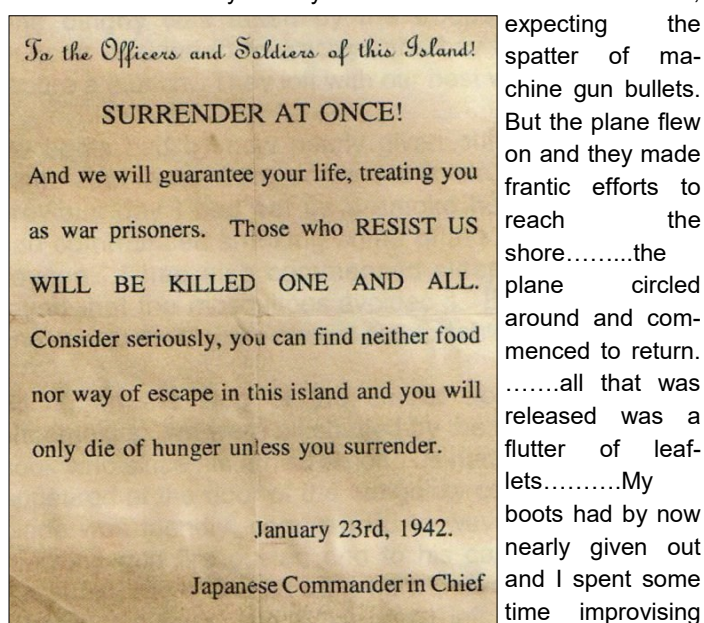 To the Officers and Soldiers of this Island!
SURRENDER AT ONCE!
And we will guarantee your life, treating you
as war prisoners. Those who RESIST US
WILL BE KILLED ONE AND ALL.
Consider seriously, you can find neither food
nor way of escape in this island and you will
only die of hunger unless you surrender.
January 23rd, 1942.
Japanese Commander in Chief
expecting the
spatter of ma-
chine gun bullets.
But the plane flew
on and they made
frantic efforts to
reach the
shore……...the
plane circled
around and com-
menced to return.
…….all that was
released was a
flutter of leaf-
lets……….My
boots had by now
nearly given out
and I spent some
time improvising